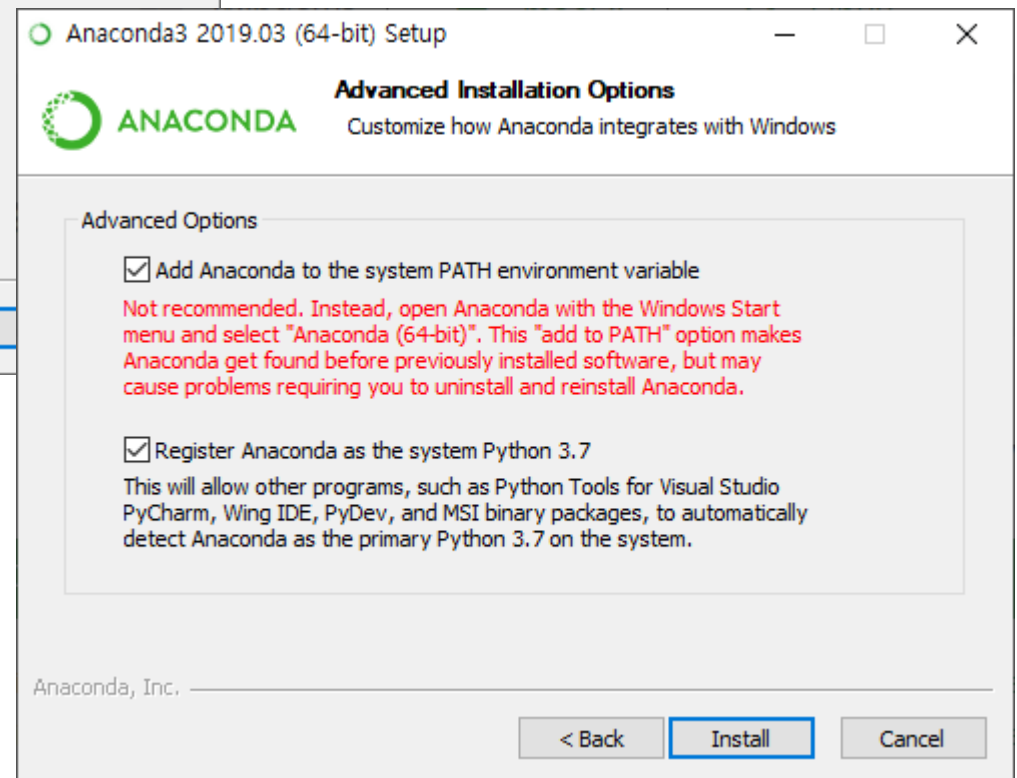 Anaconda3 2019.03 (64-bit) Setup
ANACONDA
Advanced Installation Options
Customize how Anaconda integrates with Windows
Advanced Options
Add Anaconda to the system PATH environment variable
Not recommended. Instead, open Anaconda with the Windows Start
menu and select "Anaconda (64-bit)". This "add to PATH" option makes
Anaconda get found before previously installed software, but may
cause problems requiring you to uninstall and reinstall Anaconda.
Register Anaconda as the system Python 3.7
This will allow other programs, such as Python Tools for Visual Studio
PyCharm, Wing IDE, PyDev, and MSI binary packages, to automatically
detect Anaconda as the primary Python 3.7 on the system.
Anaconda, Inc.
< Back
Install
Cancel